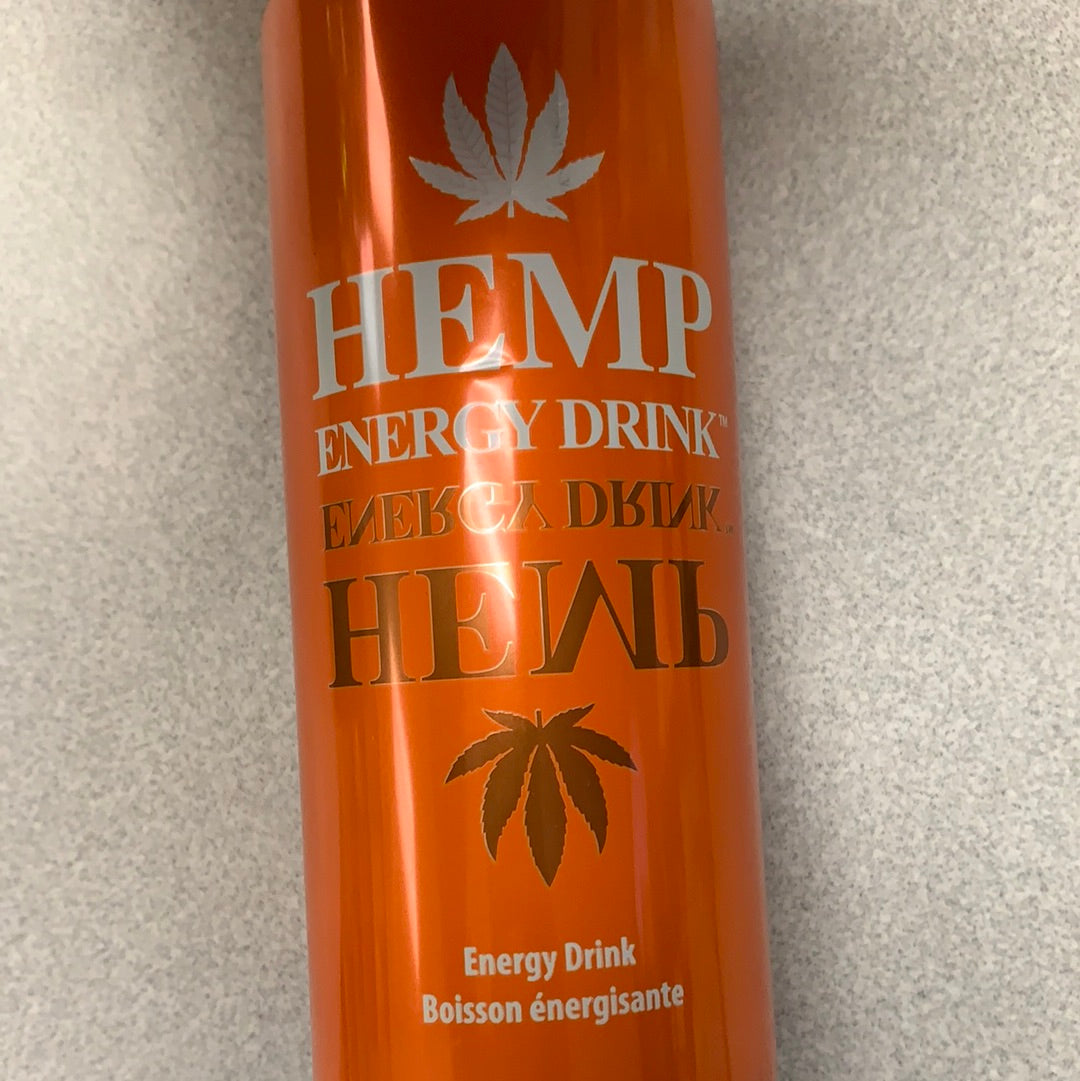 HEMP
ENERGY DRINK™
ENERGY DRINK™
HEMP
Energy Drink
Boisson énergisante